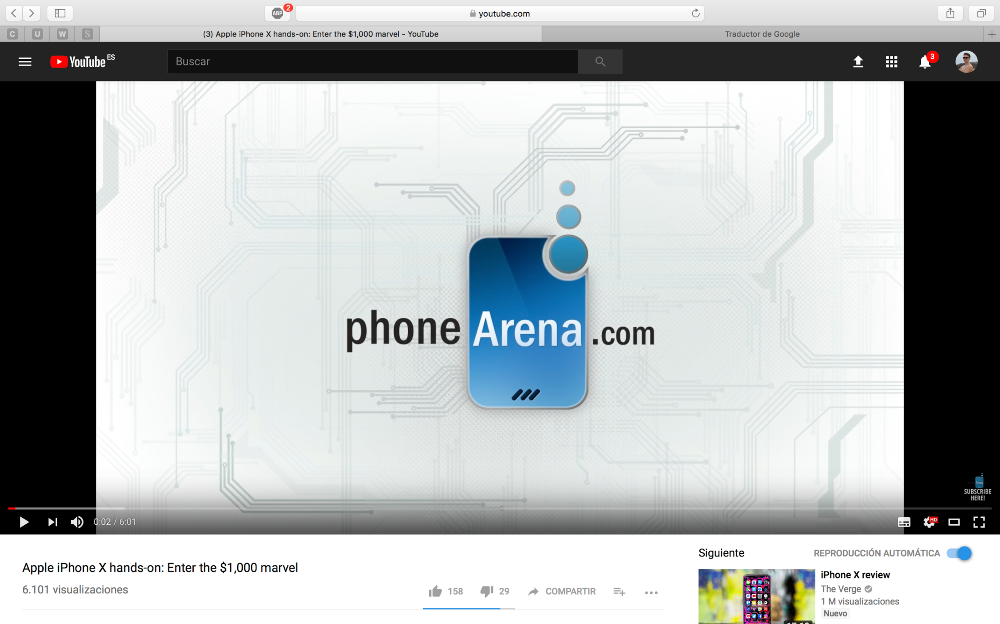 ABP
2
youtube.com
C
U
W
S
(3) Apple iPhone X hands-on: Enter the $1,000 marvel - YouTube
Traductor de Google
YouTube ES
Buscar
3
phoneArena.com
Arena
SUBSCRIBE
HERE!
0:02 / 6:01
HD
Apple iPhone X hands-on: Enter the $1,000 marvel
6.101 visualizaciones
158
29
COMPARTIR
Siguiente
REPRODUCCIÓN AUTOMÁTICA
iPhone X review
The Verge
1 M visualizaciones
Nuevo